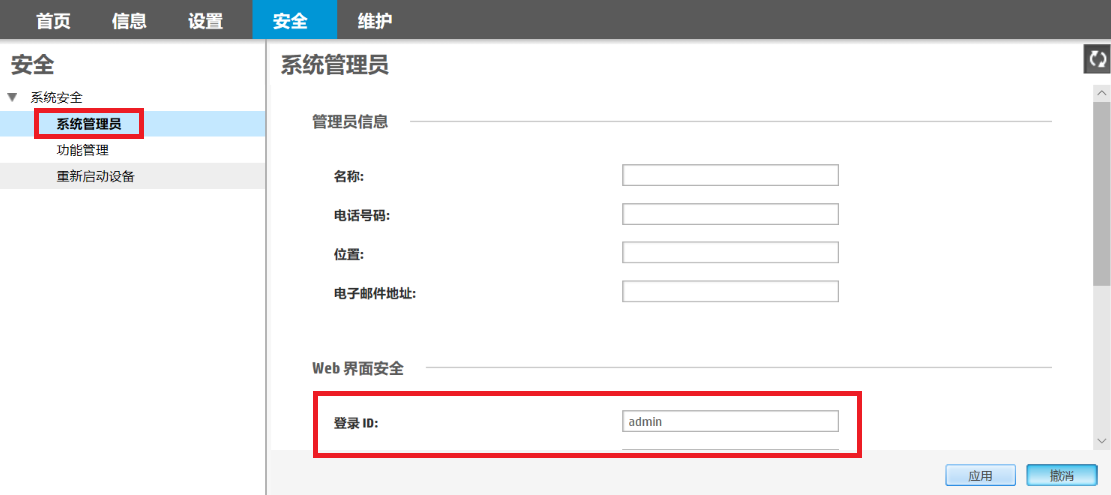 首页 信息 设置 安全 维护
安全
系统管理员
系统安全
系统管理员
功能管理
重新启动设备
管理员信息
名称:
电话号码:
位置:
电子邮件地址:
Web 界面安全
登录 ID: admin
应用 撤消